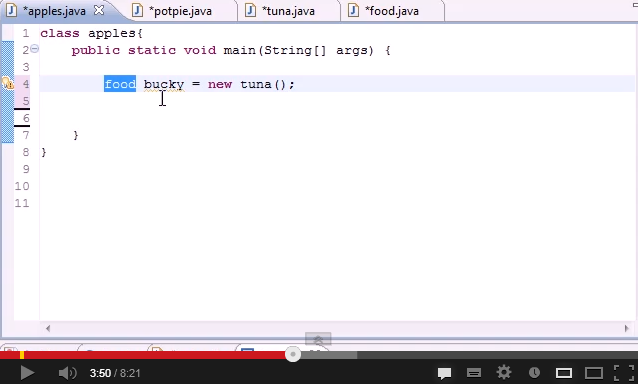 *apples.java *potpie.java *tuna.java *food.java
1 class apples{
2 public static void main(String[] args) {
3
4 food bucky = new tuna();
5
6
7 }
8 }
9
10
11
3:50 / 8:21